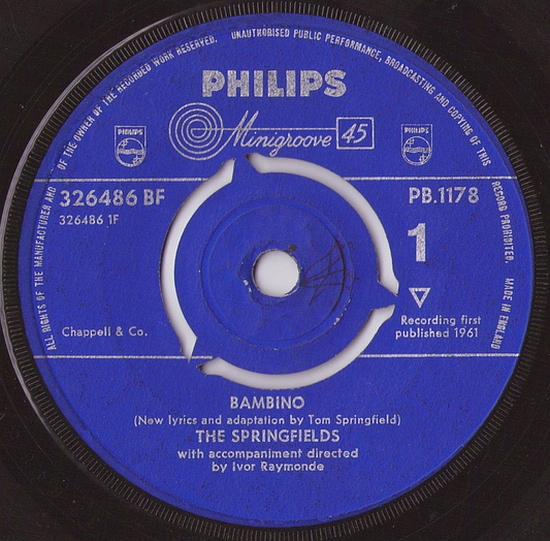 ALL RIGHTS OF THE MANUFACTURER AND OF THE OWNER OF THE RECORDED WORK RESERVED. UNAUTHORISED PUBLIC PERFORMANCE, BROADCASTING AND COPYING OF THIS RECORD PROHIBITED. MADE IN ENGLAND
PHILIPS
Minigroove 45
PHILIPS
PHILIPS
326486 BF
PB.1178
326486 1F
1
Chappell & Co.
Recording first
published 1961
BAMBINO
(New lyrics and adaptation by Tom Springfield)
THE SPRINGFIELDS
with accompaniment directed
by Ivor Raymonde